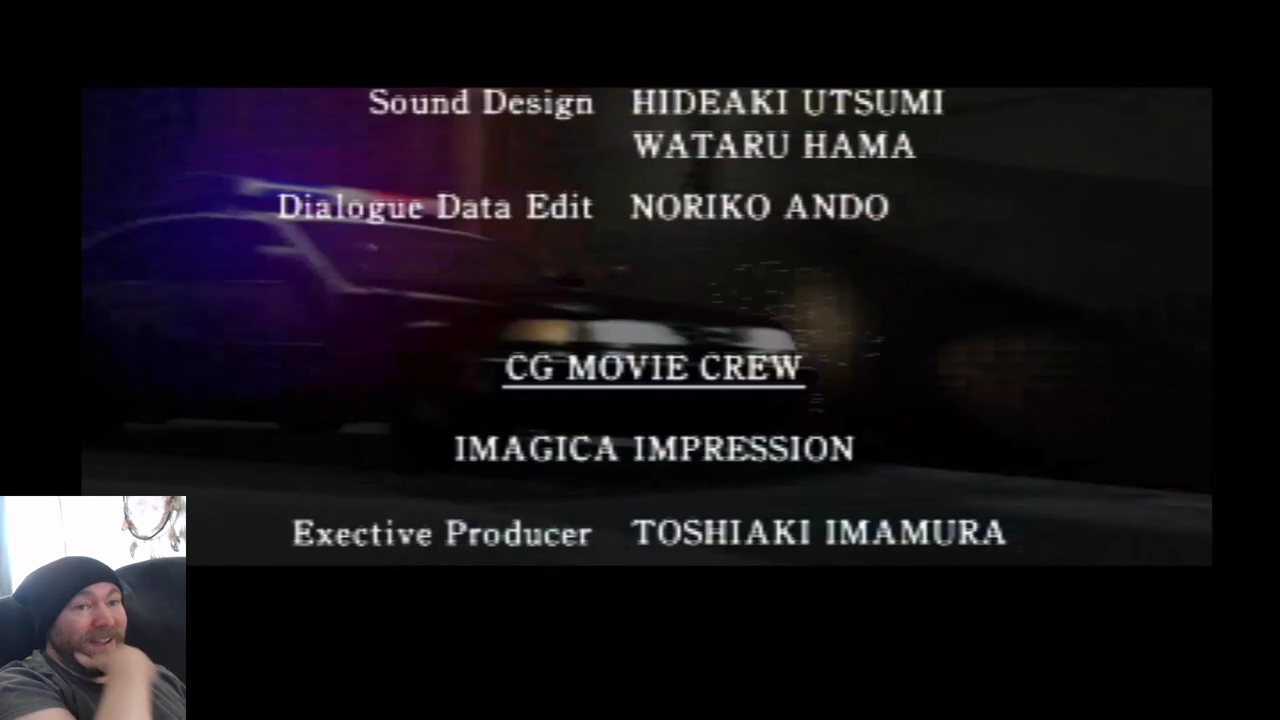 Sound Design HIDEAKI UTSUMI
WATARU HAMA
Dialogue Data Edit NORIKO ANDO
CG MOVIE CREW
IMAGICA IMPRESSION
Exective Producer TOSHIAKI IMAMURA